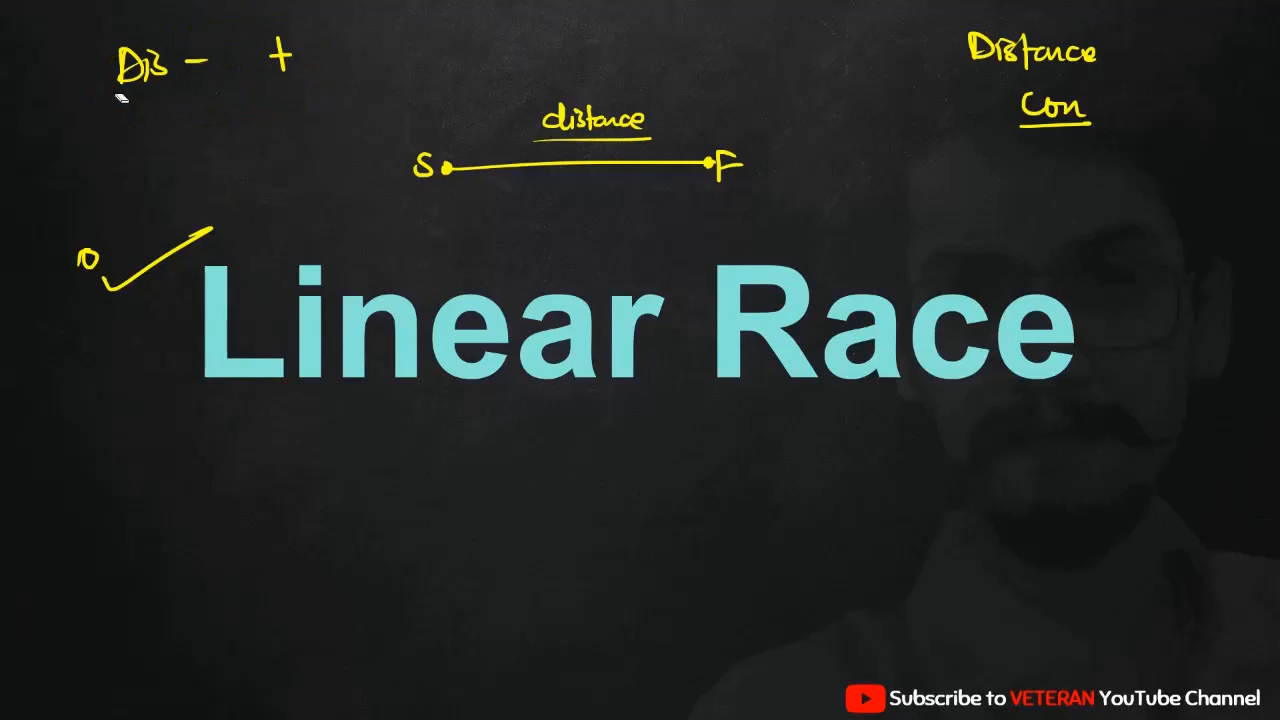 Dis - +
Distance
Con
distance
S F
Linear Race
Subscribe to VETERAN YouTube Channel